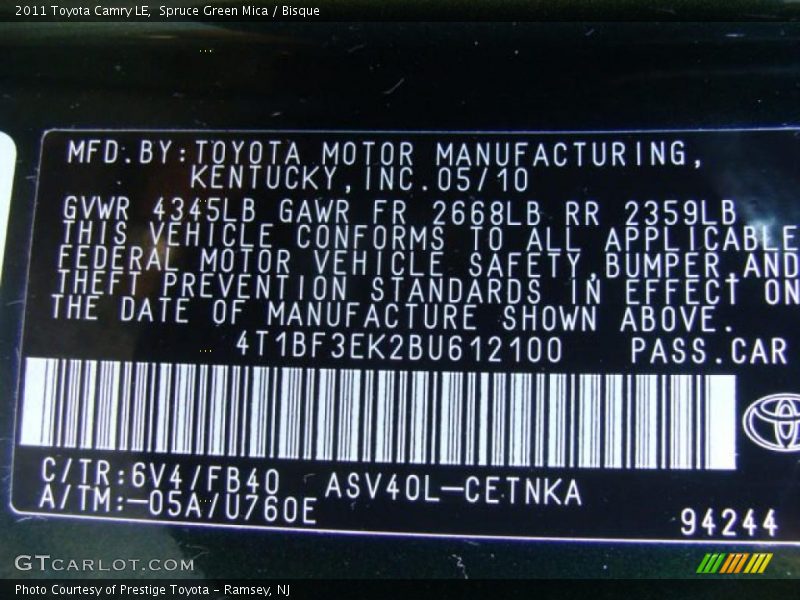 2011 Toyota Camry LE, Spruce Green Mica / Bisque
MFD.BY:TOYOTA MOTOR MANUFACTURING,
KENTUCKY,INC.05/10
GVWR 4345LB GAWR FR 2668LB RR 2359LB
THIS VEHICLE CONFORMS TO ALL APPLICABLE
FEDERAL MOTOR VEHICLE SAFETY,BUMPER,AND
THEFT PREVENTION STANDARDS IN EFFECT ON
THE DATE OF MANUFACTURE SHOWN ABOVE.
4T1BF3EK2BU612100 PASS.CAR
C/TR:6V4/FB40 ASV40L-CETNKA
A/TM:-05A/U760E
94244
GTCARLOT.COM
Photo Courtesy of Prestige Toyota - Ramsey, NJ